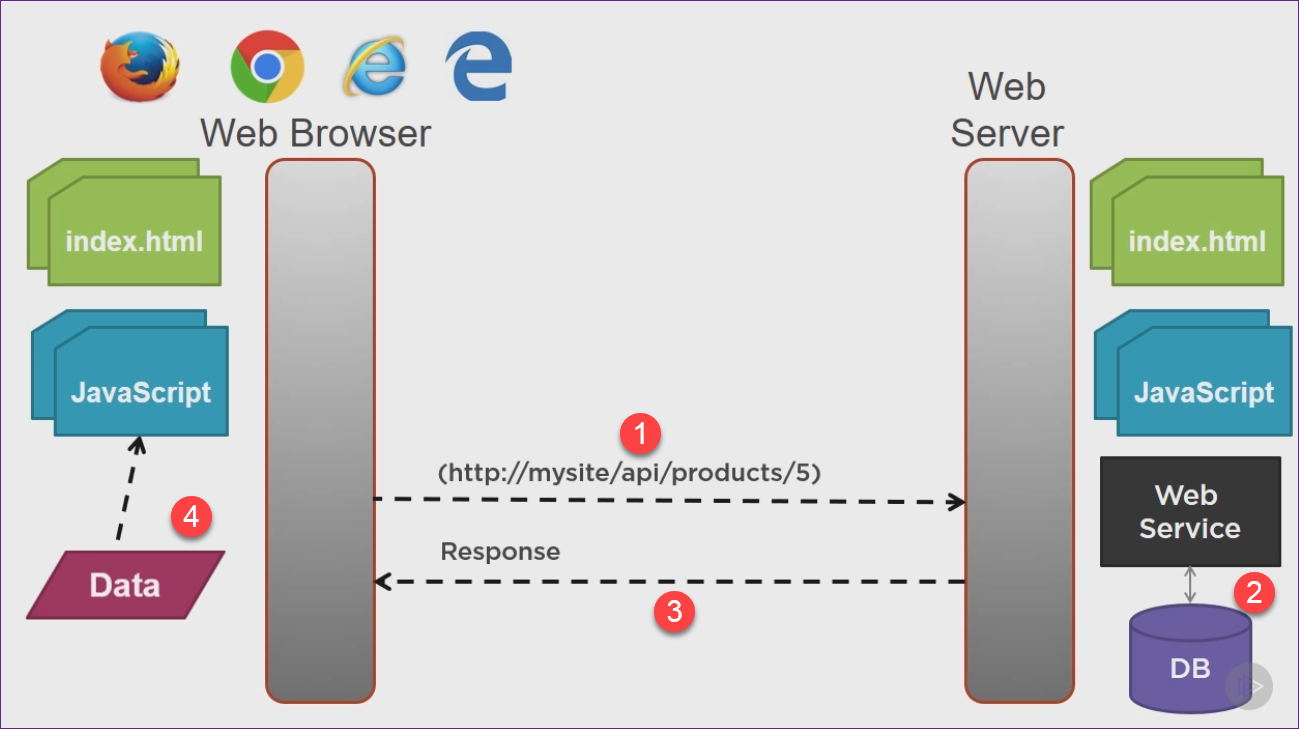 Web Browser
Web
Server
index.html
index.html
JavaScript
JavaScript
1
(http://mysite/api/products/5)
Web
Service
4
Response
Data
3
2
DB